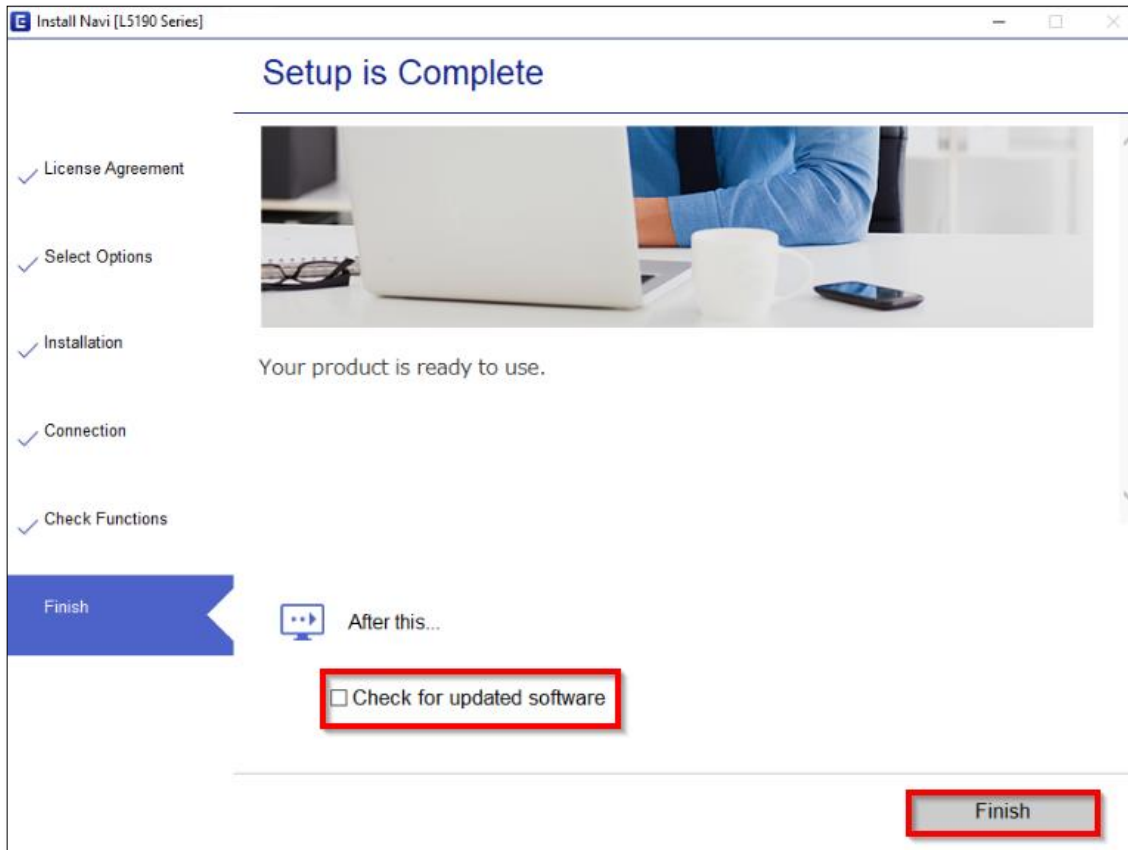 Install Navi [L5190 Series]
Setup is Complete
License Agreement
Select Options
Installation
Your product is ready to use.
Connection
Check Functions
Finish
After this...
Check for updated software
Finish